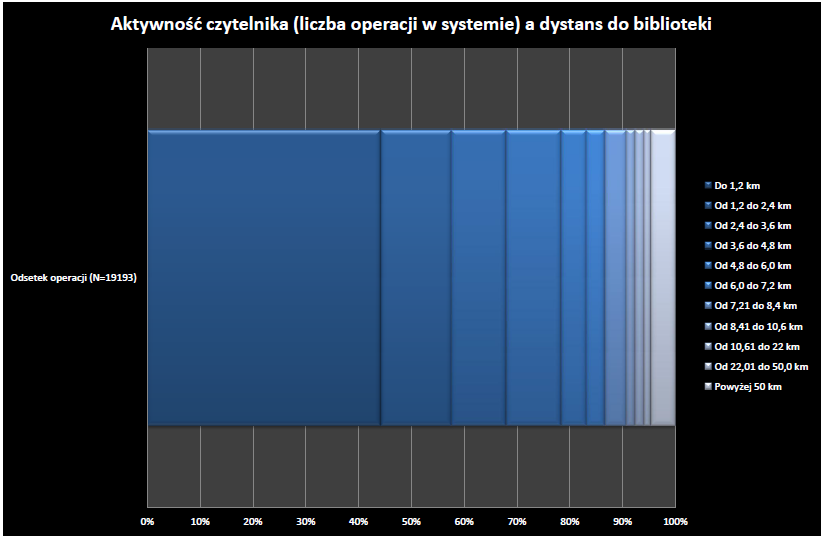 Aktywność czytelnika (liczba operacji w systemie) a dystans do biblioteki
Odsetek operacji (N=19193)
Do 1,2 km
Od 1,2 do 2,4 km
Od 2,4 do 3,6 km
Od 3,6 do 4,8 km
Od 4,8 do 6,0 km
Od 6,0 do 7,2 km
Od 7,21 do 8,4 km
Od 8,41 do 10,6 km
Od 10,61 do 22 km
Od 22,01 do 50,0 km
Powyżej 50 km
0% 10% 20% 30% 40% 50% 60% 70% 80% 90% 100%